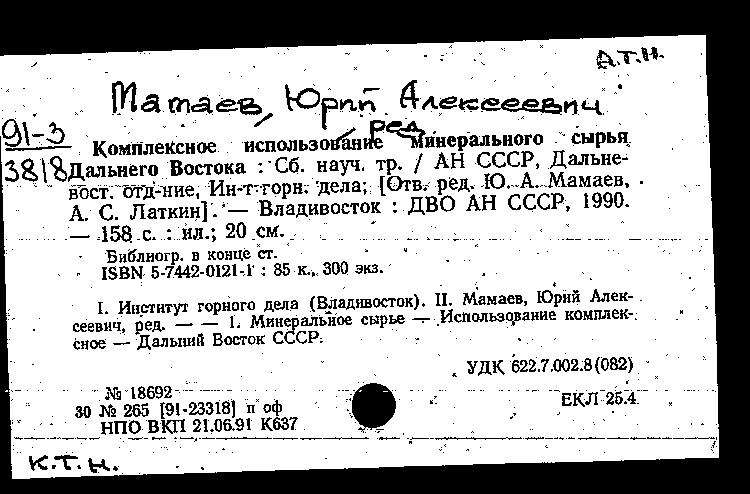 А.Т.Н.
Мамаев, Юрий Алексеевич
ред.
91-3
3818
Комплексное использование минерального сырья
Дальнего Востока : Сб. науч. тр. / АН СССР, Дальне-
вост. отд-ние, Ин-т горн. дела; [Отв. ред. Ю. А. Мамаев,
А. С. Латкин]. — Владивосток : ДВО АН СССР, 1990.
— 158 с. : ил.; 20 см.
Библиогр. в конце ст.
ISBN 5-7442-0121-1 : 85 к., 300 экз.
I. Институт горного дела (Владивосток). II. Мамаев, Юрий Алек-
сеевич, ред. — — 1. Минеральное сырье — Использование комплек-
сное — Дальний Восток СССР.
УДК 622.7.002.8(082)
№ 18692
30 № 265 [91-23318] п оф
НПО ВКП 21.06.91 К637
ЕКЛ 25.4
К.Т.Н.